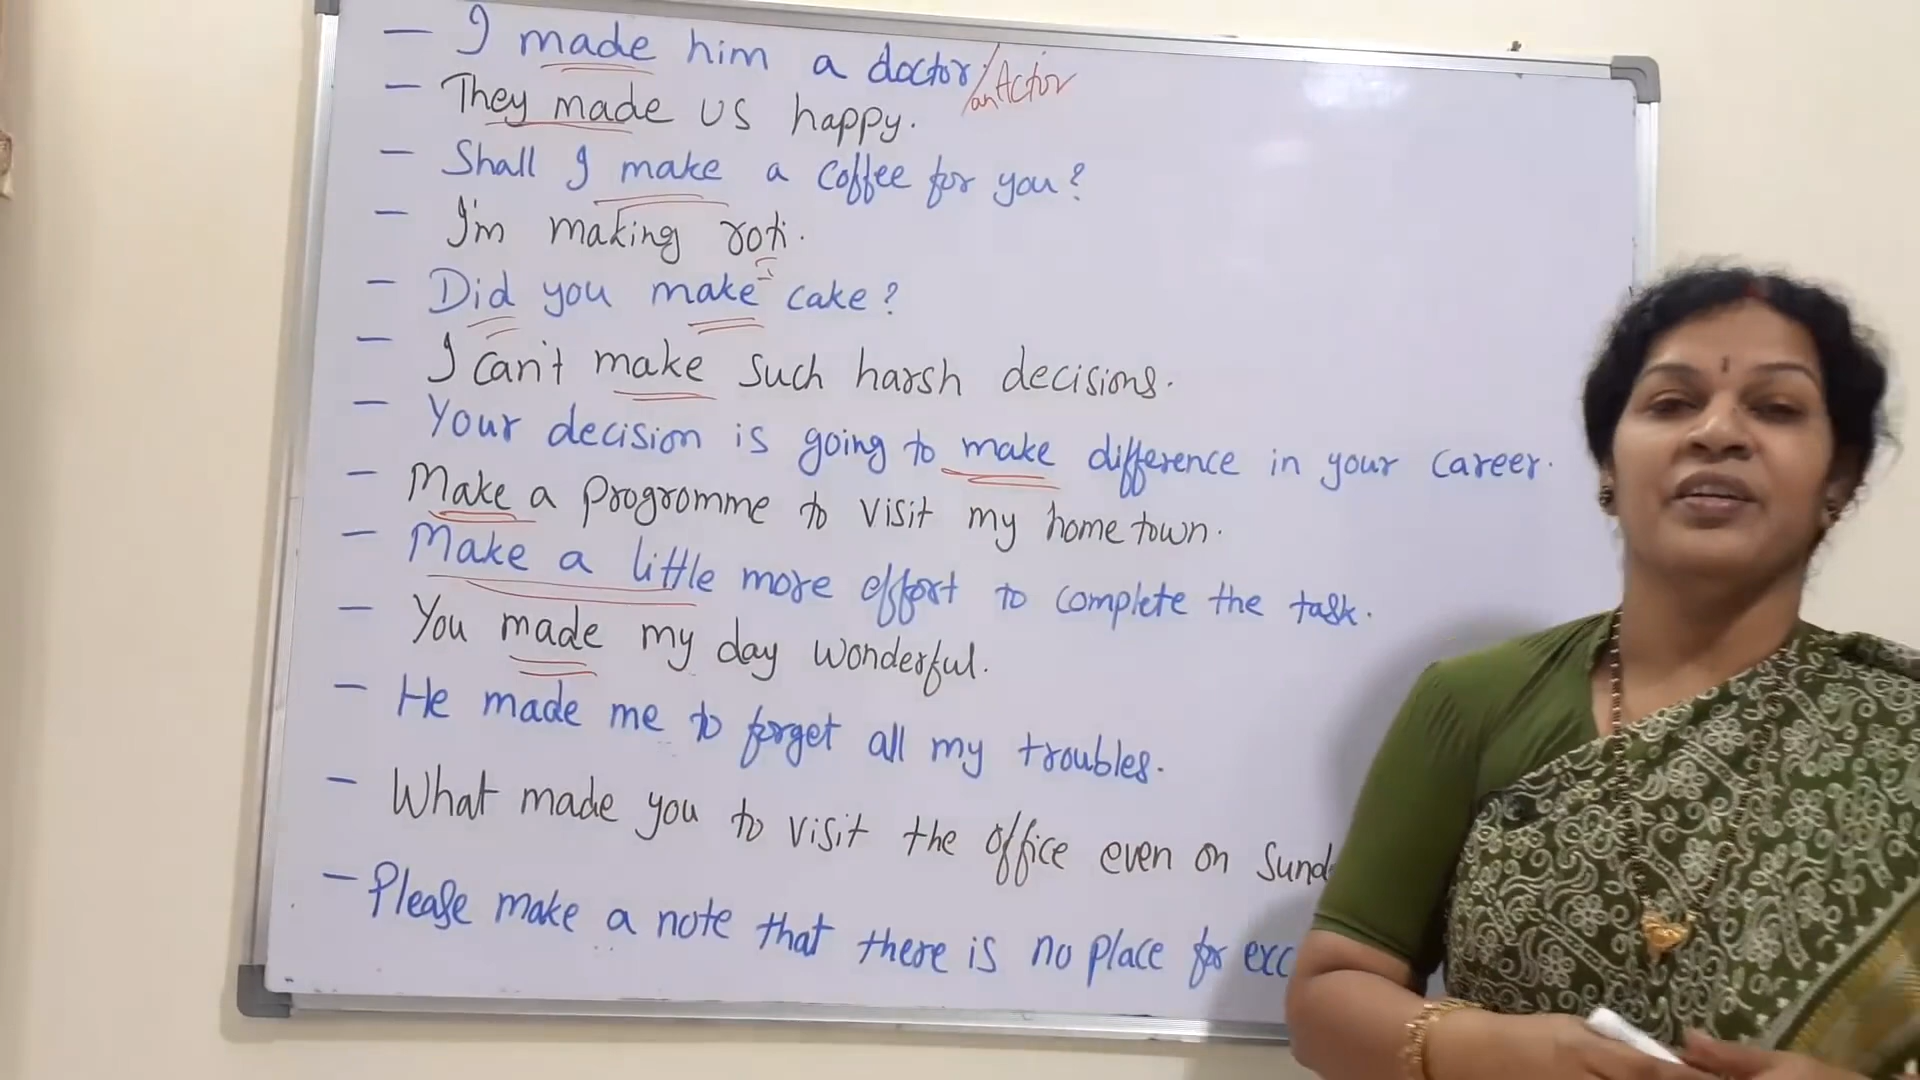 — I made him a doctor/an Actor
— They made us happy.
— Shall I make a coffee for you?
— I'm making roti.
— Did you make cake?
— I can't make such harsh decisions.
— Your decision is going to make difference in your career.
— Make a programme to visit my home town.
— Make a little more effort to complete the task.
— You made my day wonderful.
— He made me to forget all my troubles.
— What made you to visit the office even on Sund
— Please make a note that there is no place for exc